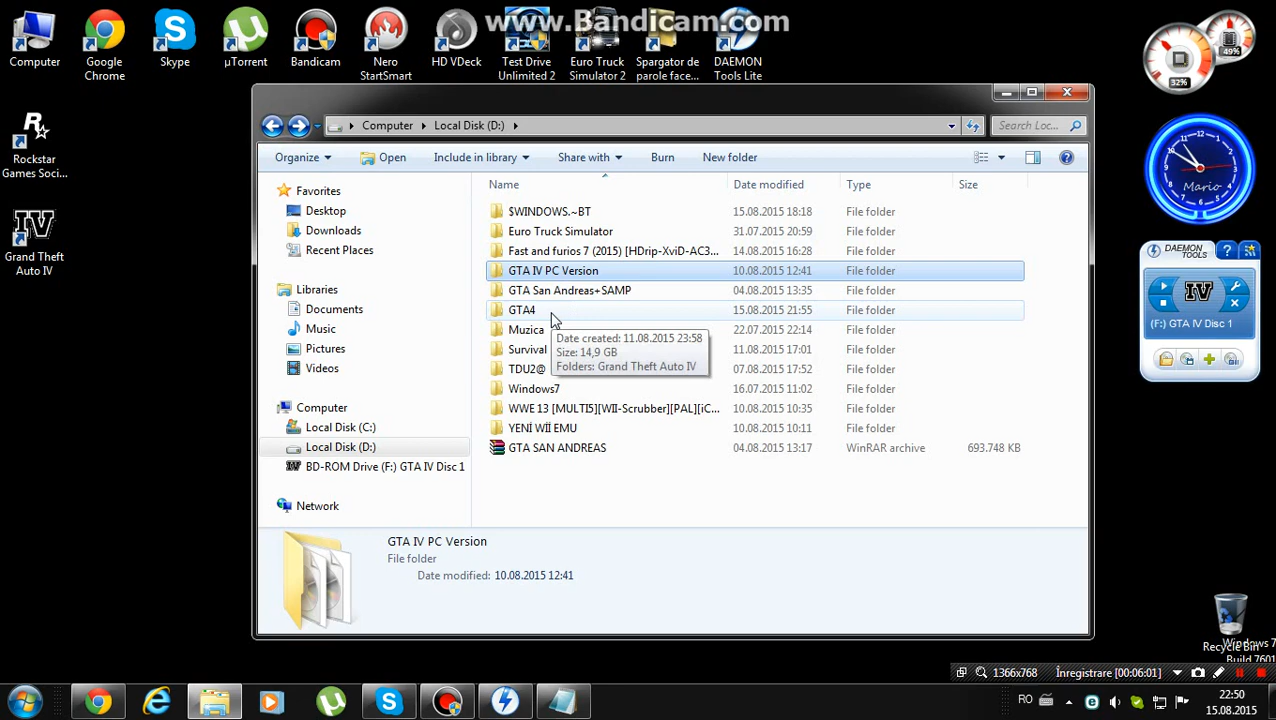 www.Bandicam.com
Computer
Google Chrome
Skype
µTorrent
Bandicam
Nero StartSmart
HD VDeck
Test Drive Unlimited 2
Euro Truck Simulator 2
Spargator de parole face...
DAEMON Tools Lite
Rockstar Games Soci...
Grand Theft Auto IV
Computer
Local Disk (D:)
Search Loc...
Organize
Open
Include in library
Share with
Burn
New folder
Name Date modified Type Size
Favorites
Desktop
Downloads
Recent Places
Libraries
Documents
Music
Pictures
Videos
Computer
Local Disk (C:)
Local Disk (D:)
BD-ROM Drive (F:) GTA IV Disc 1
Network
$WINDOWS.~BT 15.08.2015 18:18 File folder
Euro Truck Simulator 31.07.2015 20:59 File folder
Fast and furios 7 (2015) [HDrip-XviD-AC3... 14.08.2015 16:28 File folder
GTA IV PC Version 10.08.2015 12:41 File folder
GTA San Andreas+SAMP 04.08.2015 13:35 File folder
GTA4 15.08.2015 21:55 File folder
Muzica 22.07.2015 22:14 File folder
Survival 11.08.2015 17:01 File folder
TDU2@ 07.08.2015 17:52 File folder
Windows7 16.07.2015 11:02 File folder
WWE 13 [MULTI5][WII-Scrubber][PAL][iC... 10.08.2015 10:35 File folder
YENİ Wİİ EMU 10.08.2015 10:11 File folder
GTA SAN ANDREAS 04.08.2015 13:17 WinRAR archive 693.748 KB
Date created: 11.08.2015 23:58
Size: 14,9 GB
Folders: Grand Theft Auto IV
GTA IV PC Version
File folder
Date modified: 10.08.2015 12:41
49%
32%
12
Mario
DAEMON TOOLS
IV
(F:) GTA IV Disc 1
Recycle Bin
Windows 7
Build 7601
1366x768 Înregistrare [00:06:01]
RO
22:50
15.08.2015